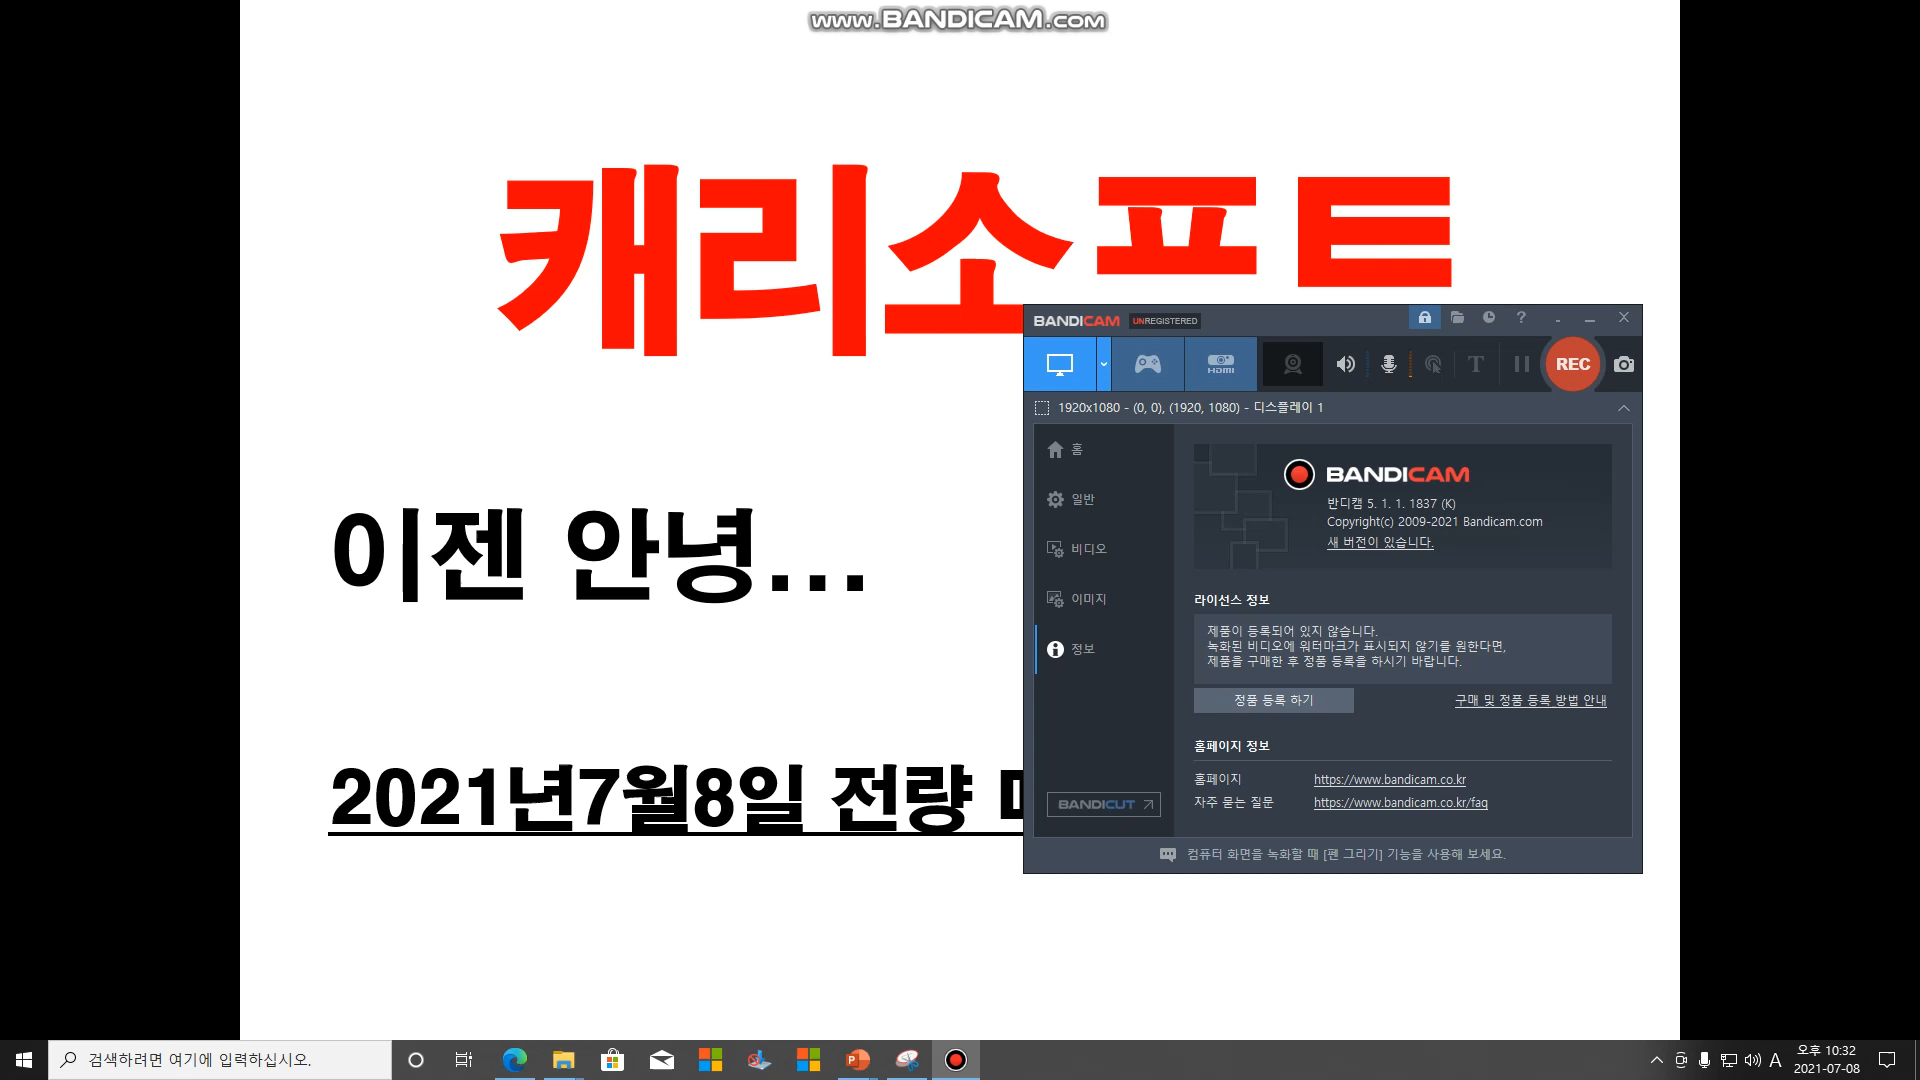 www.BANDICAM.com
캐리소프트
이젠 안녕...
2021년7월8일 전량
BANDICAM UNREGISTERED
HDMI
T
REC
1920x1080 - (0, 0), (1920, 1080) - 디스플레이 1
홈
일반
비디오
이미지
정보
BANDICUT
BANDICAM
반디캠 5. 1. 1. 1837 (K)
Copyright(c) 2009-2021 Bandicam.com
새 버전이 있습니다.
라이선스 정보
제품이 등록되어 있지 않습니다.
녹화된 비디오에 워터마크가 표시되지 않기를 원한다면,
제품을 구매한 후 정품 등록을 하시기 바랍니다.
정품 등록 하기
구매 및 정품 등록 방법 안내
홈페이지 정보
홈페이지 https://www.bandicam.co.kr
자주 묻는 질문 https://www.bandicam.co.kr/faq
컴퓨터 화면을 녹화할 때 [펜 그리기] 기능을 사용해 보세요.
검색하려면 여기에 입력하십시오.
A
오후 10:32
2021-07-08